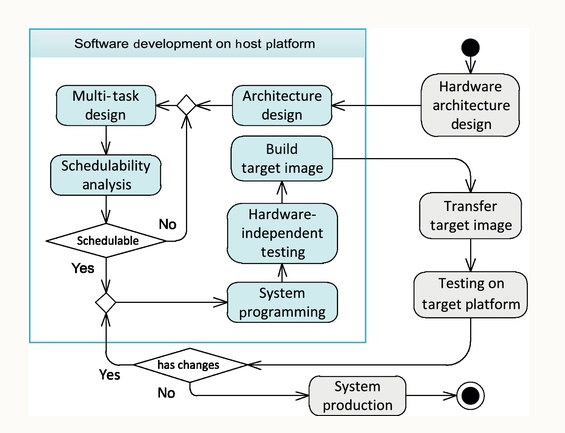 Software development on host platform
Multi-task
design
Architecture
design
Hardware
architecture
design
Build
target image
Schedulability
analysis
Transfer
target image
Hardware-
independent
testing
No
Schedulable
Yes
Testing on
target platform
System
programming
has changes
Yes
No
System
production